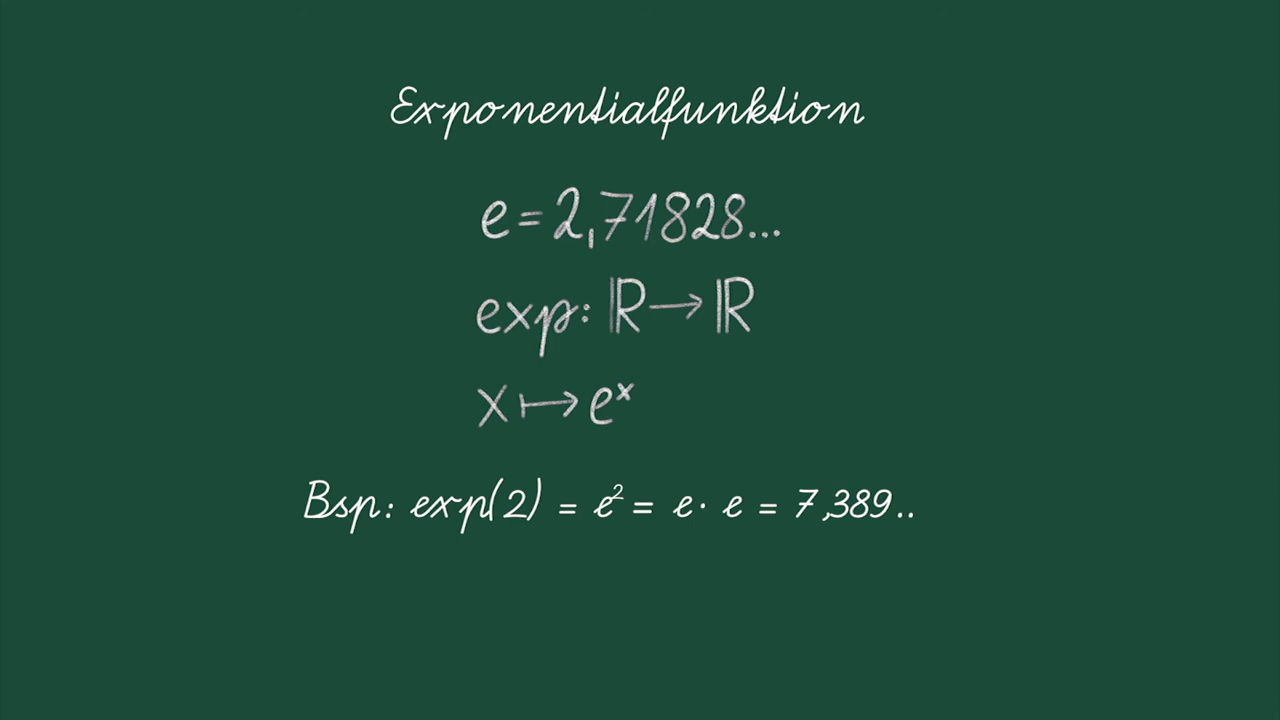 Exponentialfunktion
e = 2,71828...
exp: ℝ → ℝ
x ↦ eˣ
Bsp: exp(2) = e² = e · e = 7,389..